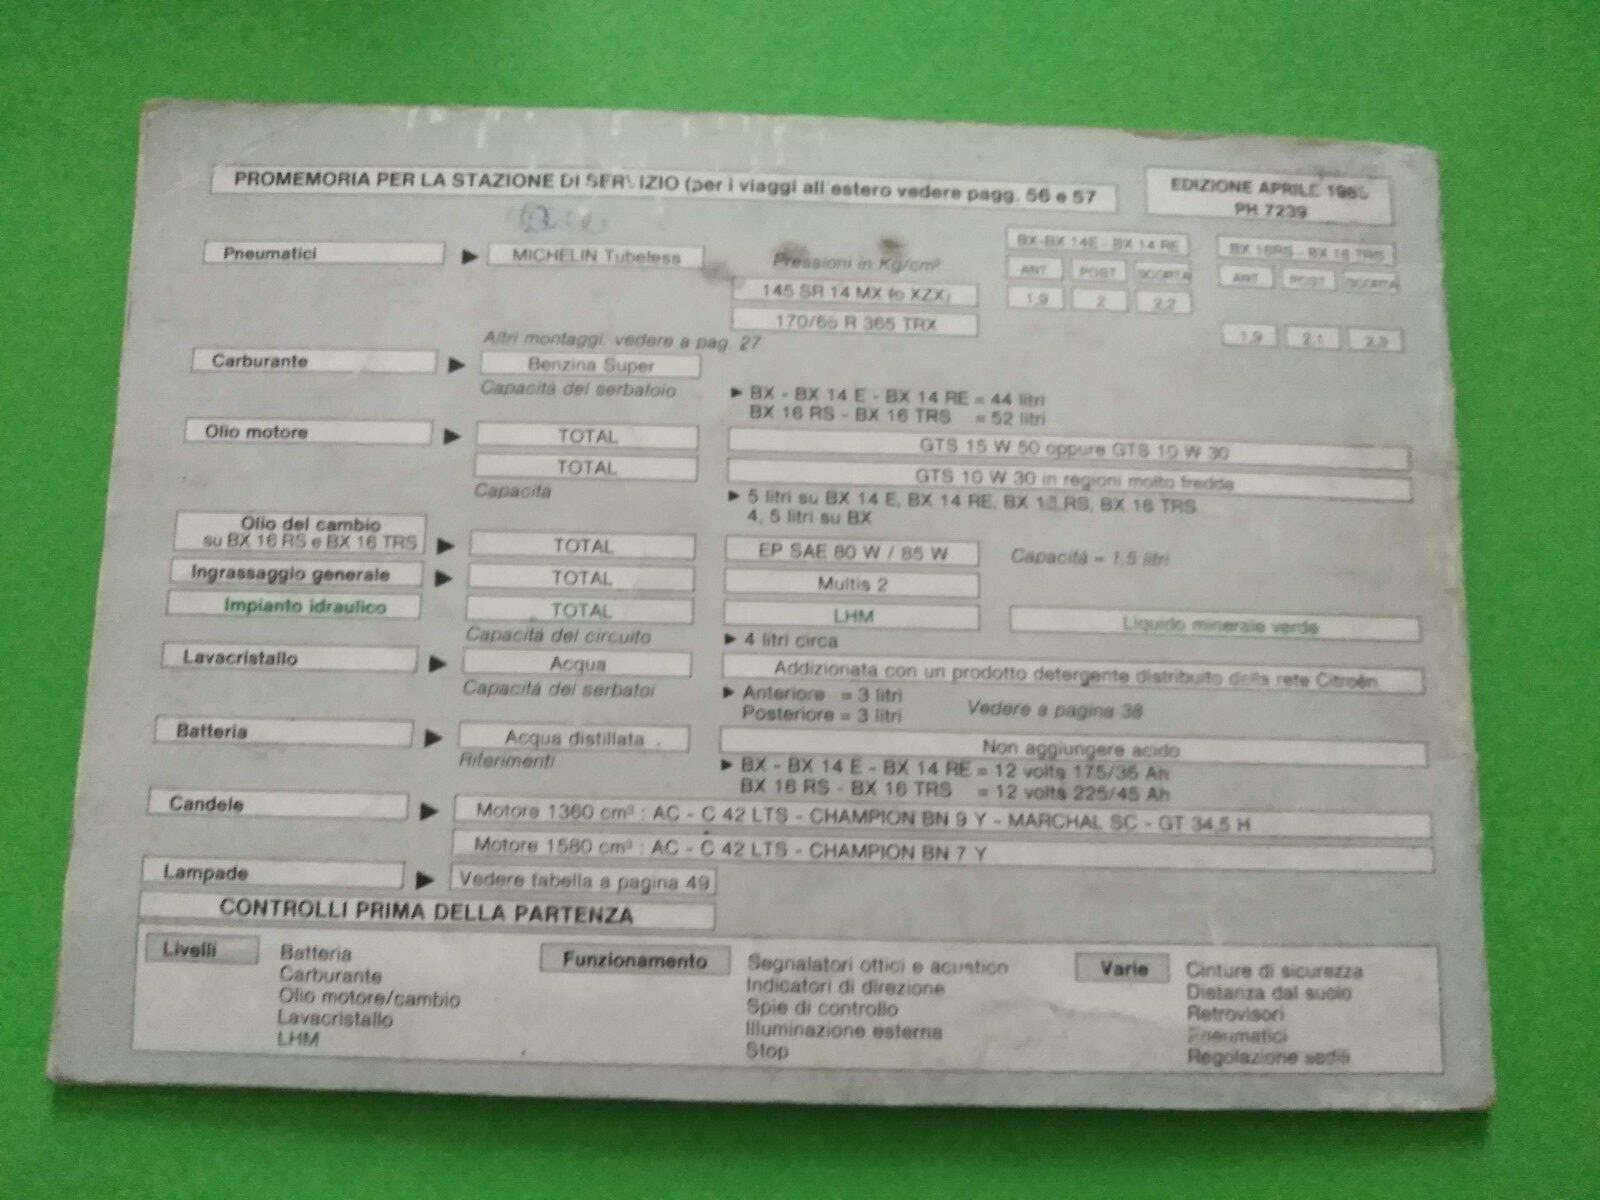 PROMEMORIA PER LA STAZIONE DI SERVIZIO (per i viaggi all'estero vedere pagg. 56 e 57
EDIZIONE APRILE
PH 7239
Pneumatici ► MICHELIN Tubeless
Pressioni in Kg/cm²
BX-BX 14E - BX 14 RE
BX 16RS - BX 16 TRS
ANT POST SCORTA
ANT POST SCORTA
145 SR 14 MX (o XZX) 1.9 2 2.2
170/65 R 365 TRX 1.9 2.1 2.3
Altri montaggi: vedere a pag. 27
Carburante ► Benzina Super
Capacità del serbatoio ► BX - BX 14 E - BX 14 RE = 44 litri
BX 16 RS - BX 16 TRS = 52 litri
Olio motore ► TOTAL GTS 15 W 50 oppure GTS 10 W 30
TOTAL GTS 10 W 30 in regioni molto fredde
Capacità ► 5 litri su BX 14 E, BX 14 RE, BX RS, BX 16 TRS
4, 5 litri su BX
Olio del cambio
su BX 16 RS e BX 16 TRS ► TOTAL EP SAE 80 W / 85 W Capacità = 1,5 litri
Ingrassaggio generale ► TOTAL Multis 2
Impianto idraulico TOTAL LHM Liquido minerale verde
Capacità del circuito ► 4 litri circa
Lavacristallo ► Acqua Addizionata con un prodotto detergente distribuito della rete Citroën
Capacità dei serbatoi ► Anteriore = 3 litri
Posteriore = 3 litri Vedere a pagina 38
Batteria ► Acqua distillata Non aggiungere acido
Riferimenti ► BX - BX 14 E - BX 14 RE = 12 volts 175/35 Ah
BX 16 RS - BX 16 TRS = 12 volts 225/45 Ah
Candele ► Motore 1360 cm³ : AC - C 42 LTS - CHAMPION BN 9 Y - MARCHAL SC - GT 34,5 H
Motore 1580 cm³ : AC - C 42 LTS - CHAMPION BN 7 Y
Lampade ► Vedere tabella a pagina 49
CONTROLLI PRIMA DELLA PARTENZA
Livelli
Batteria
Carburante
Olio motore/cambio
Lavacristallo
LHM
Funzionamento
Segnalatori ottici e acustico
Indicatori di direzione
Spie di controllo
Illuminazione esterna
Stop
Varie
Cinture di sicurezza
Distanza dal suolo
Retrovisori
Pneumatici
Regolazione sedili